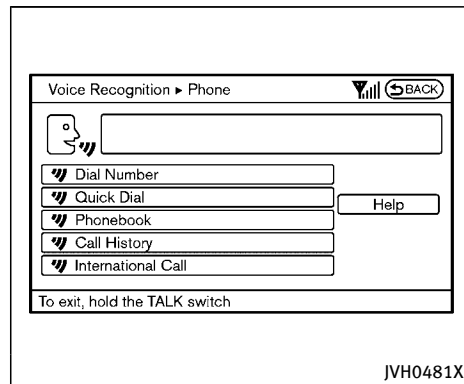 Voice Recognition ▸ Phone
BACK
Dial Number
Quick Dial
Phonebook
Call History
International Call
Help
To exit, hold the TALK switch
JVH0481X